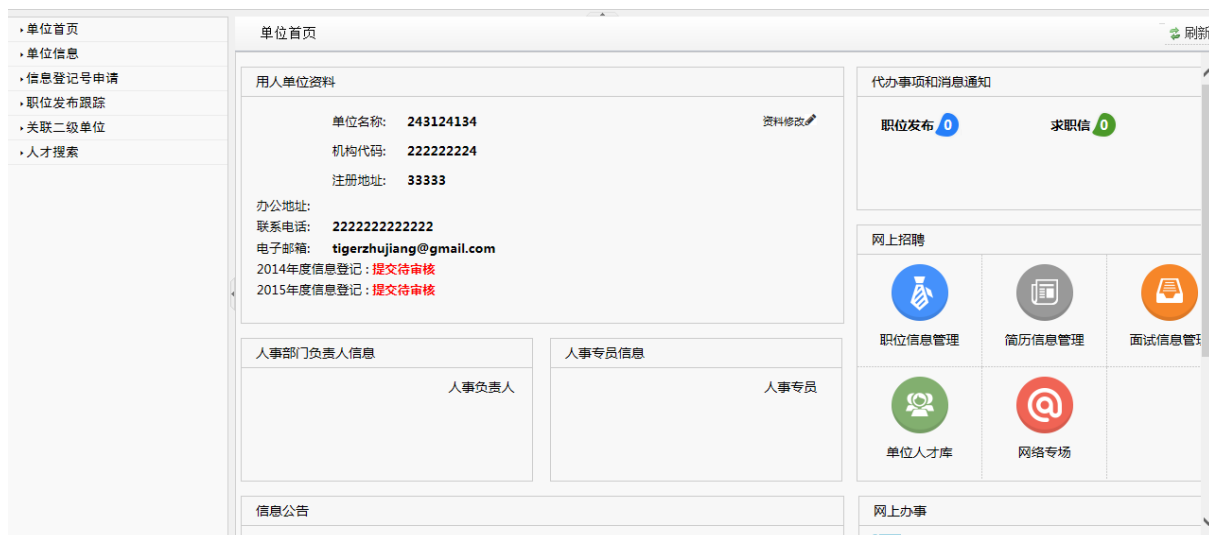 单位首页
单位信息
信息登记号申请
职位发布跟踪
关联二级单位
人才搜索
单位首页
刷新
用人单位资料
单位名称: 243124134
资料修改
机构代码: 222222224
注册地址: 33333
办公地址:
联系电话: 2222222222222
电子邮箱: tigerzhujiang@gmail.com
2014年度信息登记 : 提交待审核
2015年度信息登记 : 提交待审核
代办事项和消息通知
职位发布 0 求职信 0
网上招聘
职位信息管理 简历信息管理 面试信息管理
单位人才库 网络专场
人事部门负责人信息
人事负责人
人事专员信息
人事专员
信息公告
网上办事